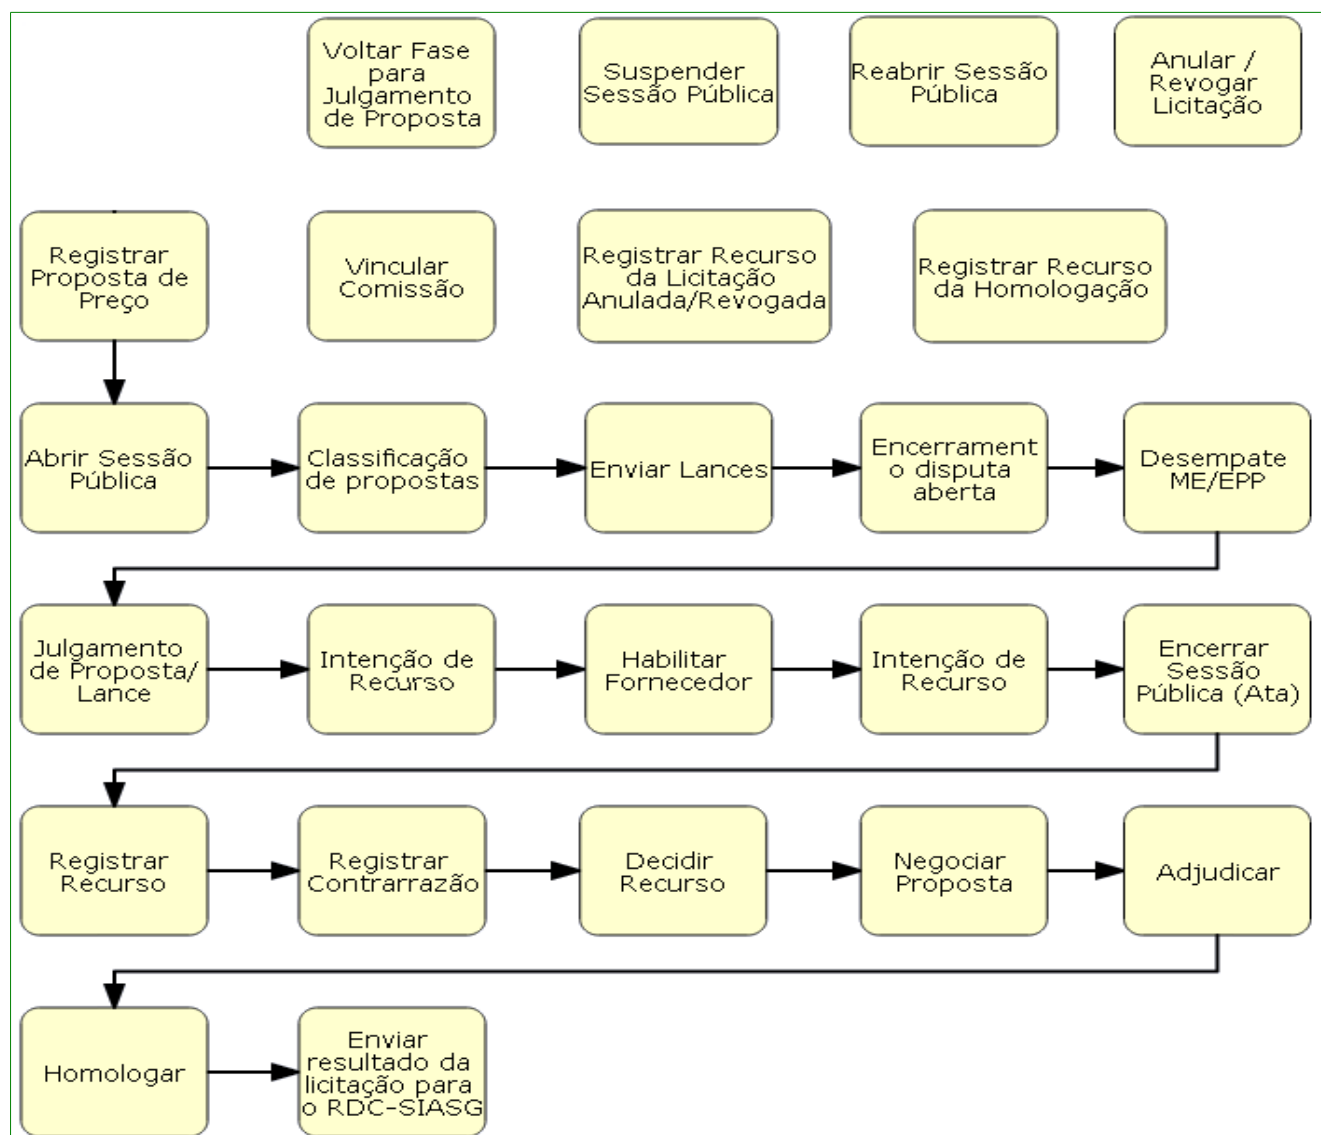 Voltar Fase
para
Julgamento
de Proposta
Suspender
Sessão Pública
Reabrir Sessão
Pública
Anular /
Revogar
Licitação
Registrar
Proposta de
Preço
Vincular
Comissão
Registrar Recurso
da Licitação
Anulada/Revogada
Registrar Recurso
da Homologação
Abrir Sessão
Pública
Classificação
de propostas
Enviar Lances
Encerrament
o disputa
aberta
Desempate
ME/EPP
Julgamento
de Proposta/
Lance
Intenção de
Recurso
Habilitar
Fornecedor
Intenção de
Recurso
Encerrar
Sessão
Pública (Ata)
Registrar
Recurso
Registrar
Contrarrazão
Decidir
Recurso
Negociar
Proposta
Adjudicar
Homologar
Enviar
resultado da
licitação para
o RDC-SIASG